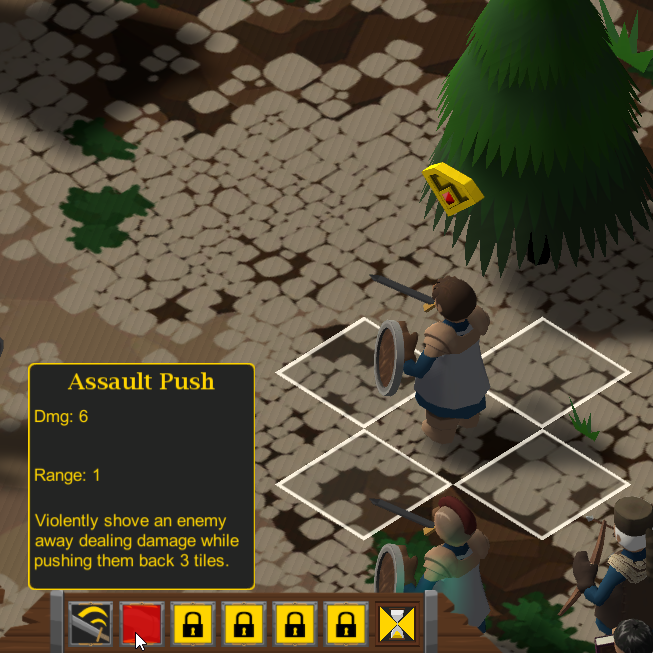 Assault Push
Dmg: 6
Range: 1
Violently shove an enemy
away dealing damage while
pushing them back 3 tiles.